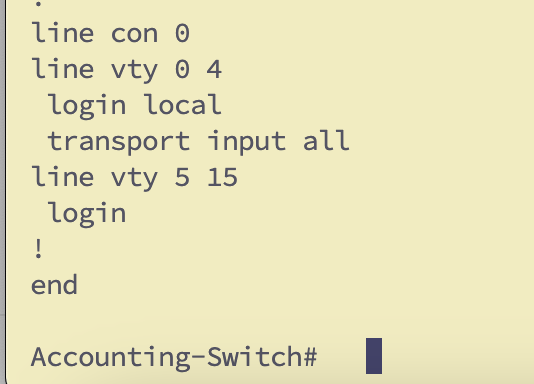 !
line con 0
line vty 0 4
 login local
 transport input all
line vty 5 15
 login
!
end

Accounting-Switch#